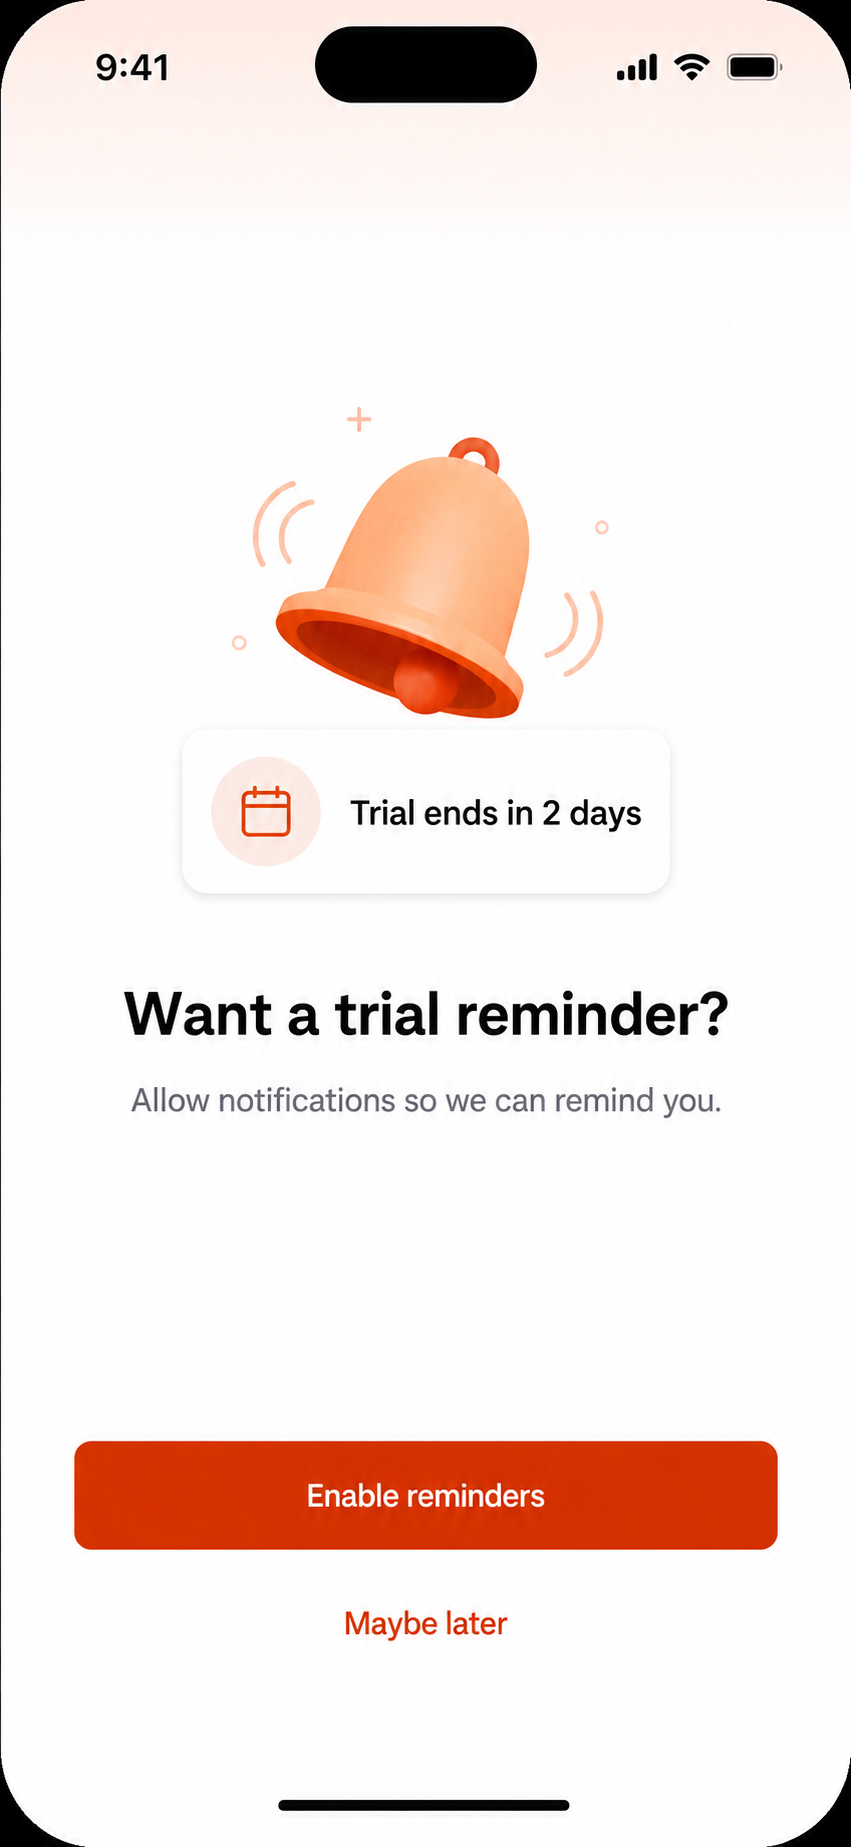 9:41
Trial ends in 2 days
Want a trial reminder?
Allow notifications so we can remind you.
Enable reminders
Maybe later